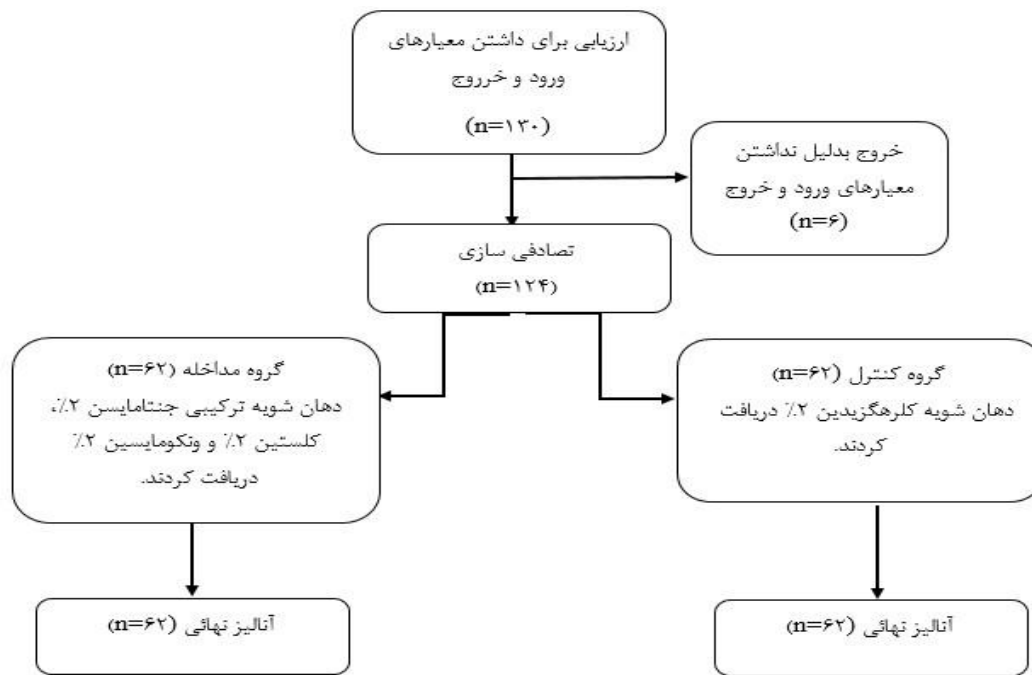 ارزیابی برای داشتن معیارهای
ورود و خرروج
(n=۱۳۰)
خروج بدلیل نداشتن
معیارهای ورود و خروج
(n=۶)
تصادفی سازی
(n=۱۲۴)
گروه کنترل (n=۶۲)
دهان شویه کلرهگزیدین ۲٪ دریافت
کردند.
گروه مداخله (n=۶۲)
دهان شویه ترکیبی جنتامایسن ۲٪،
کلستین ۲٪ و ونکومایسین ۲٪
دریافت کردند.
آنالیز نهائی (n=۶۲)
آنالیز نهائی (n=۶۲)